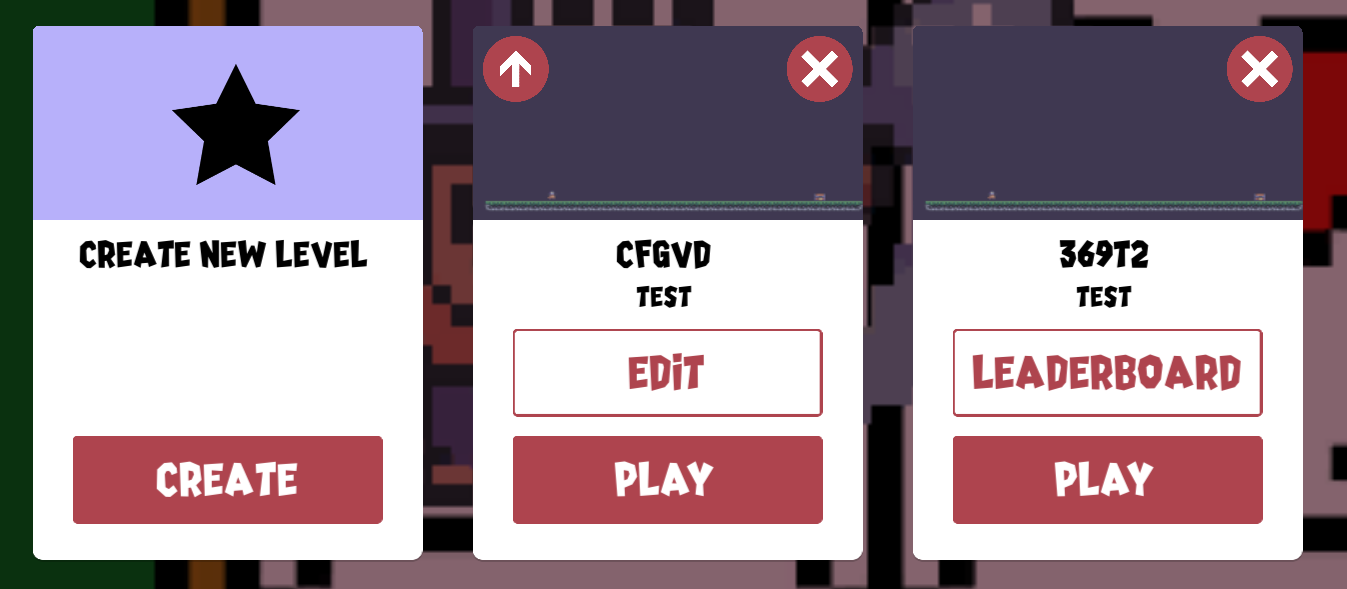 CREATE NEW LEVEL
CREATE
CFGVD
TEST
EDiT
PLAY
369T2
TEST
LEADERBOARD
PLAY